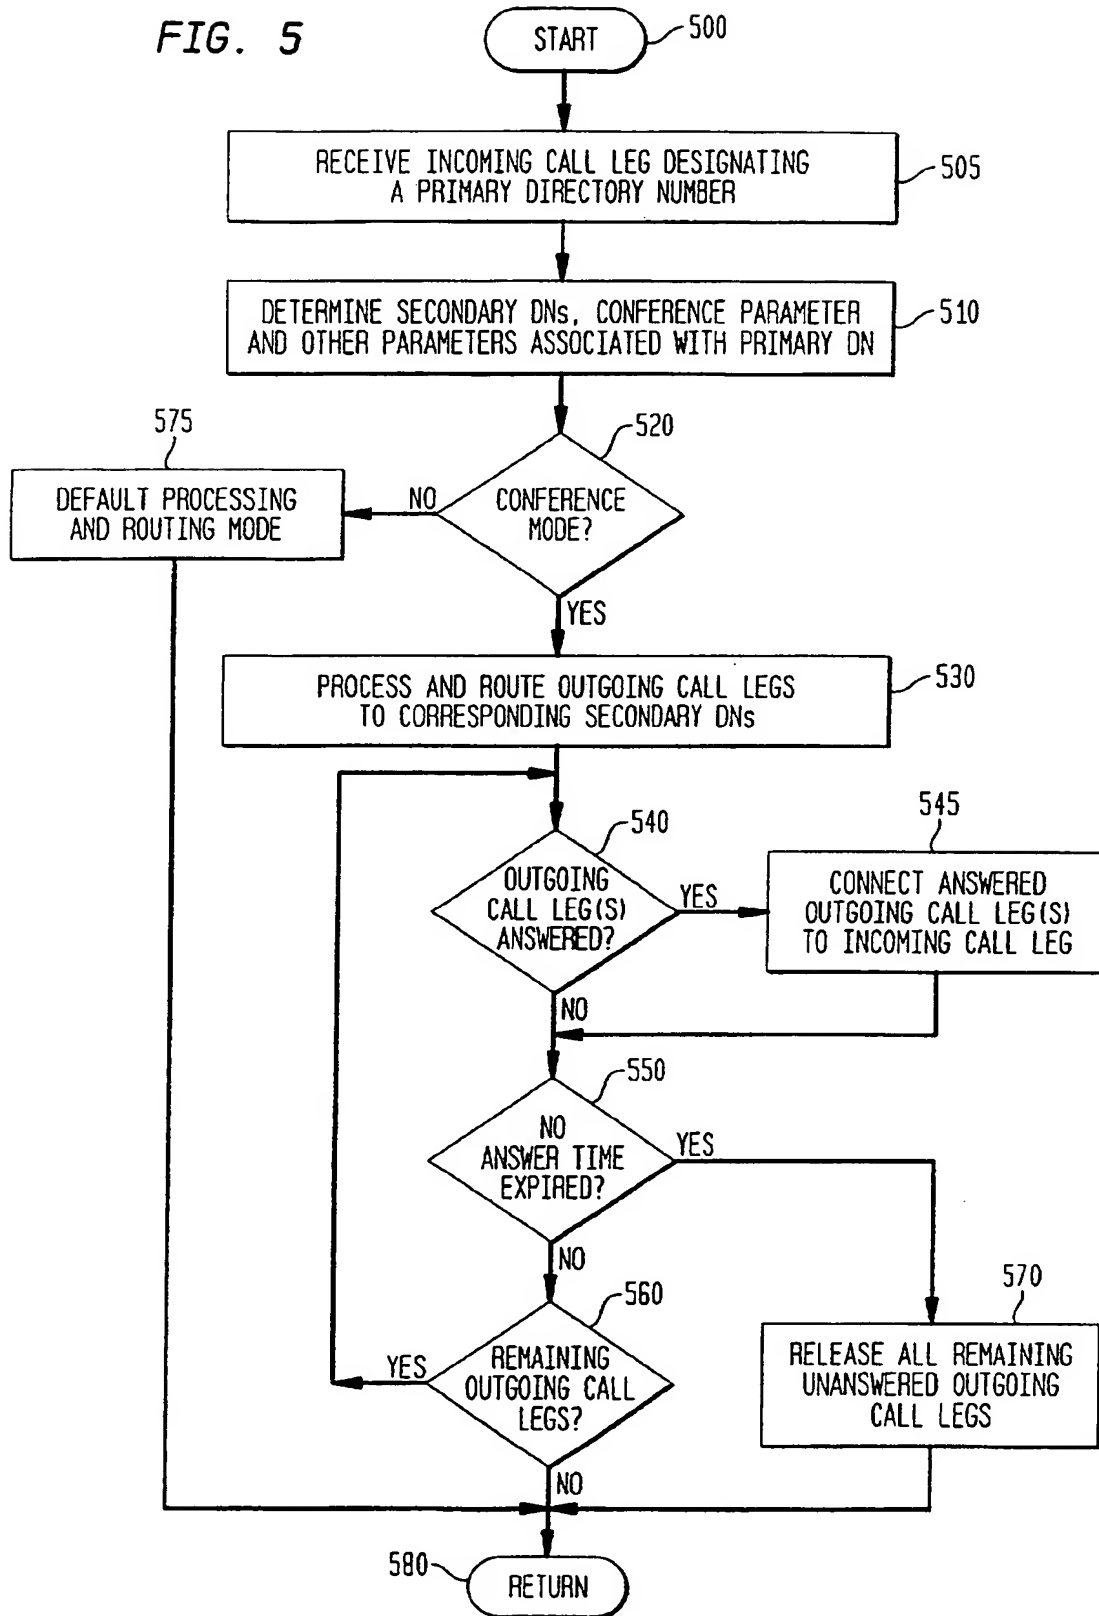 FIG. 5
START
500
RECEIVE INCOMING CALL LEG DESIGNATING
A PRIMARY DIRECTORY NUMBER
505
DETERMINE SECONDARY DNs, CONFERENCE PARAMETER
AND OTHER PARAMETERS ASSOCIATED WITH PRIMARY DN
510
575
520
DEFAULT PROCESSING
AND ROUTING MODE
NO
CONFERENCE
MODE?
YES
PROCESS AND ROUTE OUTGOING CALL LEGS
TO CORRESPONDING SECONDARY DNs
530
540
545
OUTGOING
CALL LEG(S)
ANSWERED?
YES
CONNECT ANSWERED
OUTGOING CALL LEG(S)
TO INCOMING CALL LEG
NO
550
NO
ANSWER TIME
EXPIRED?
YES
NO
560
570
YES
REMAINING
OUTGOING CALL
LEGS?
RELEASE ALL REMAINING
UNANSWERED OUTGOING
CALL LEGS
NO
580
RETURN